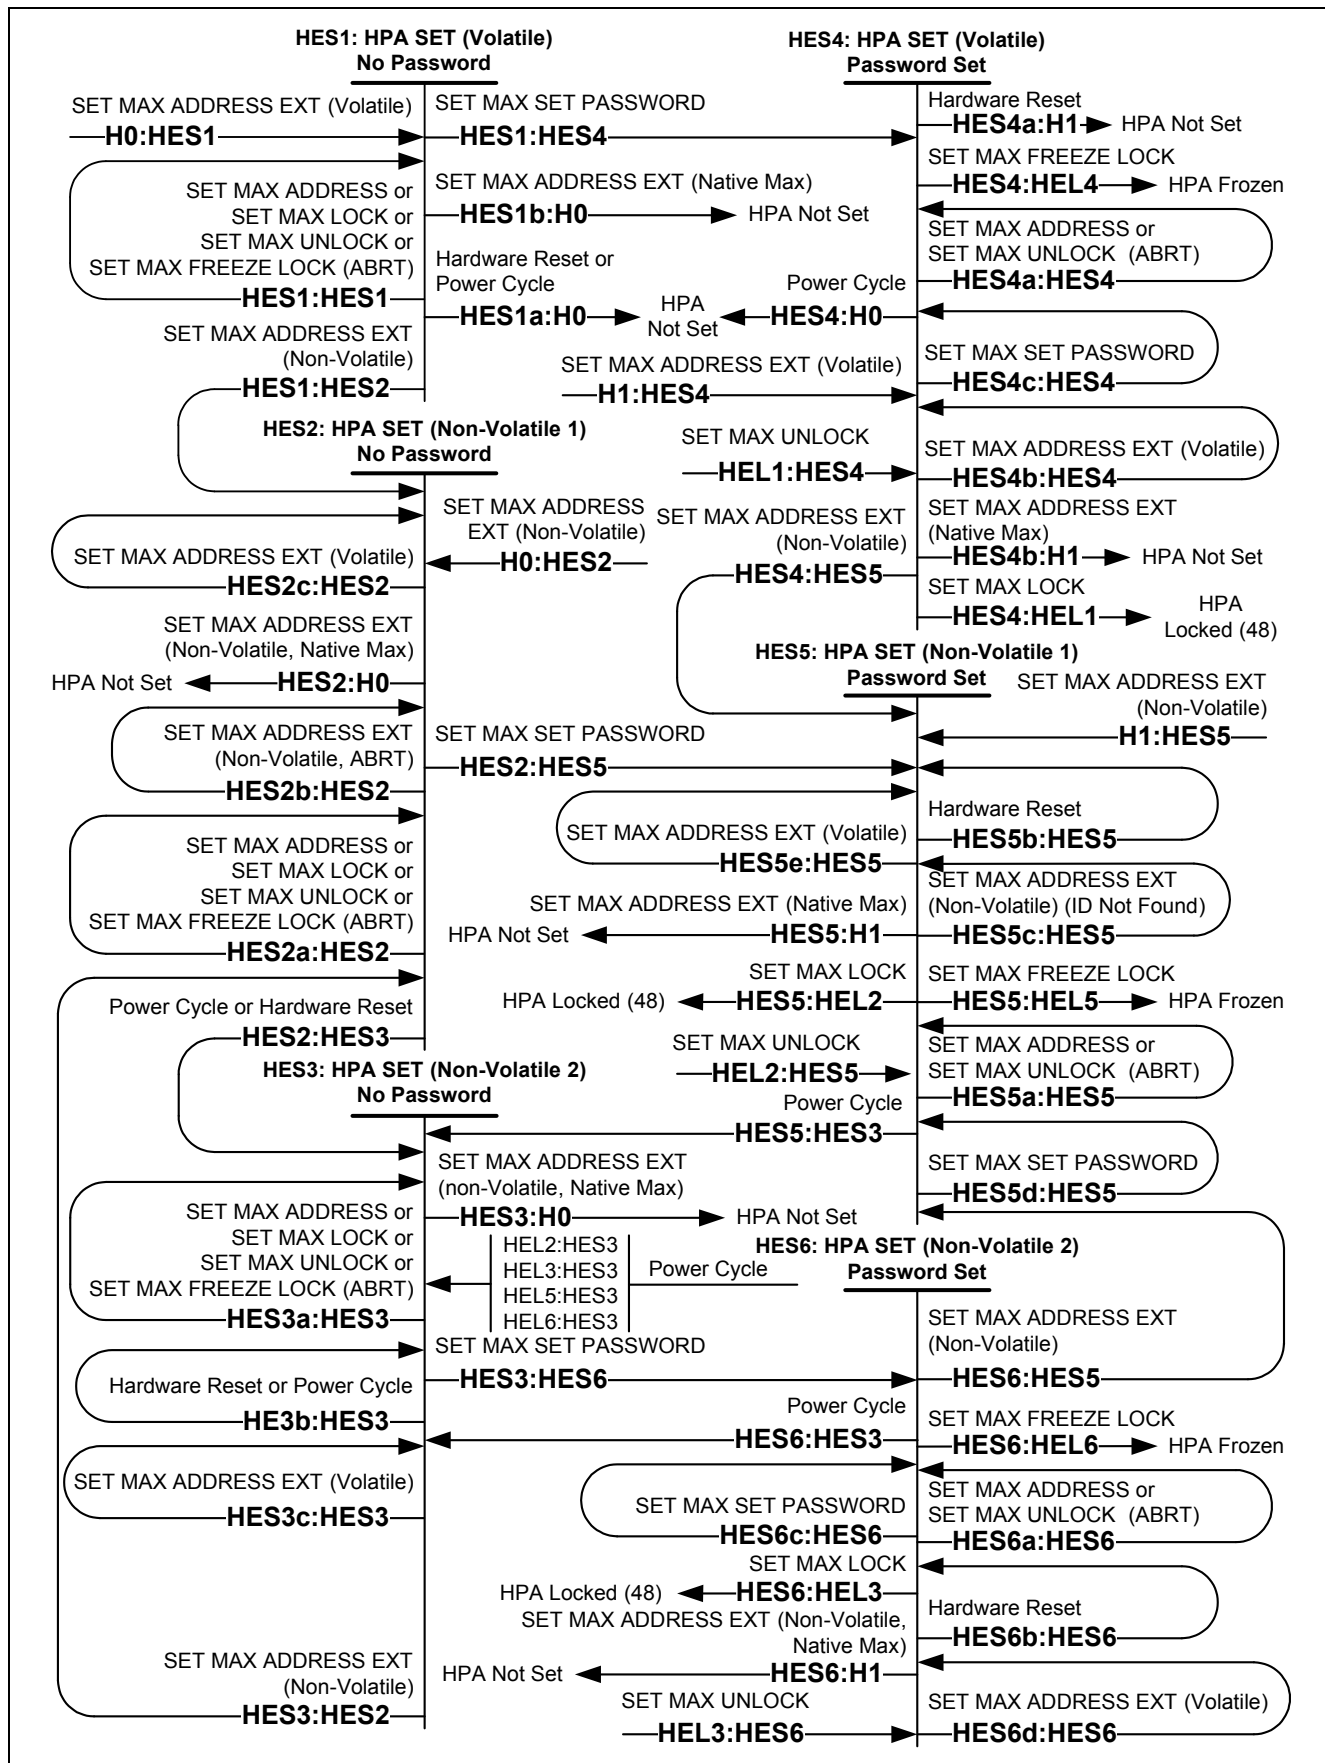 HES1: HPA SET (Volatile)
No Password
SET MAX ADDRESS EXT (Volatile)
H0:HES1
SET MAX SET PASSWORD
HES1:HES4
SET MAX ADDRESS or
SET MAX LOCK or
SET MAX UNLOCK or
SET MAX FREEZE LOCK (ABRT)
HES1:HES1
SET MAX ADDRESS EXT (Native Max)
HES1b:H0
HPA Not Set
Hardware Reset or
Power Cycle
HES1a:H0
HPA
Not Set
SET MAX ADDRESS EXT
(Non-Volatile)
HES1:HES2
HES4: HPA SET (Volatile)
Password Set
Hardware Reset
HES4a:H1
HPA Not Set
SET MAX FREEZE LOCK
HES4:HEL4
HPA Frozen
SET MAX ADDRESS or
SET MAX UNLOCK (ABRT)
HES4a:HES4
Power Cycle
HES4:H0
SET MAX SET PASSWORD
HES4c:HES4
SET MAX ADDRESS EXT (Volatile)
H1:HES4
SET MAX UNLOCK
HEL1:HES4
SET MAX ADDRESS EXT (Volatile)
HES4b:HES4
SET MAX ADDRESS EXT
(Non-Volatile)
HES4:HES5
SET MAX ADDRESS EXT
(Native Max)
HES4b:H1
HPA Not Set
SET MAX LOCK
HES4:HEL1
HPA
Locked (48)
HES2: HPA SET (Non-Volatile 1)
No Password
SET MAX ADDRESS
EXT (Non-Volatile)
H0:HES2
SET MAX ADDRESS EXT (Volatile)
HES2c:HES2
SET MAX ADDRESS EXT
(Non-Volatile, Native Max)
HPA Not Set
HES2:H0
SET MAX ADDRESS EXT
(Non-Volatile, ABRT)
HES2b:HES2
SET MAX SET PASSWORD
HES2:HES5
SET MAX ADDRESS or
SET MAX LOCK or
SET MAX UNLOCK or
SET MAX FREEZE LOCK (ABRT)
HES2a:HES2
Power Cycle or Hardware Reset
HES2:HES3
HES5: HPA SET (Non-Volatile 1)
Password Set
SET MAX ADDRESS EXT
(Non-Volatile)
H1:HES5
Hardware Reset
HES5b:HES5
SET MAX ADDRESS EXT (Volatile)
HES5e:HES5
SET MAX ADDRESS EXT
(Non-Volatile) (ID Not Found)
HES5c:HES5
SET MAX ADDRESS EXT (Native Max)
HPA Not Set
HES5:H1
SET MAX LOCK
HPA Locked (48)
HES5:HEL2
SET MAX FREEZE LOCK
HES5:HEL5
HPA Frozen
SET MAX UNLOCK
HEL2:HES5
SET MAX ADDRESS or
SET MAX UNLOCK (ABRT)
HES5a:HES5
Power Cycle
HES5:HES3
SET MAX SET PASSWORD
HES5d:HES5
HES3: HPA SET (Non-Volatile 2)
No Password
SET MAX ADDRESS EXT
(non-Volatile, Native Max)
HES3:H0
HPA Not Set
SET MAX ADDRESS or
SET MAX LOCK or
SET MAX UNLOCK or
SET MAX FREEZE LOCK (ABRT)
HES3a:HES3
HEL2:HES3
HEL3:HES3
HEL5:HES3
HEL6:HES3
Power Cycle
SET MAX SET PASSWORD
HES3:HES6
Hardware Reset or Power Cycle
HE3b:HES3
SET MAX ADDRESS EXT (Volatile)
HES3c:HES3
SET MAX ADDRESS EXT
(Non-Volatile)
HES3:HES2
HES6: HPA SET (Non-Volatile 2)
Password Set
SET MAX ADDRESS EXT
(Non-Volatile)
HES6:HES5
Power Cycle
HES6:HES3
SET MAX FREEZE LOCK
HES6:HEL6
HPA Frozen
SET MAX SET PASSWORD
HES6c:HES6
SET MAX ADDRESS or
SET MAX UNLOCK (ABRT)
HES6a:HES6
SET MAX LOCK
HPA Locked (48)
HES6:HEL3
Hardware Reset
HES6b:HES6
SET MAX ADDRESS EXT (Non-Volatile,
Native Max)
HPA Not Set
HES6:H1
SET MAX UNLOCK
HEL3:HES6
SET MAX ADDRESS EXT (Volatile)
HES6d:HES6